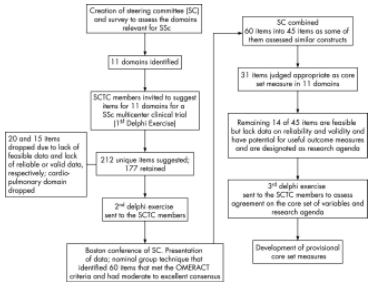 Creation of steering committee (SC)
and survey to assess the domains
relevant for SSc
11 domains identified
SCTC members invited to suggest
items for 11 domains for a
SSc multicenter clinical trial
(1st Delphi Exercise)
20 and 15 items
dropped due to lack of
feasible data and lack
of reliable or valid data,
respectively; cardio-
pulmonary domain
dropped
212 unique items suggested;
177 retained
2nd delphi exercise
sent to the SCTC members
Boston conference of SC. Presentation
of data; nominal group technique that
identified 60 items that met the OMERACT
criteria and had moderate to excellent consensus
SC combined
60 items into 45 items as some of
them assessed similar constructs
31 items judged appropriate as core
set measure in 11 domains
Remaining 14 of 45 items are feasible
but lack data on reliability and validity and
have potential for useful outcome measures
and are designated as research agenda
3rd delphi exercise
sent to the SCTC members to assess
agreement on the core set of variables and
research agenda
Development of provisional
core set measures